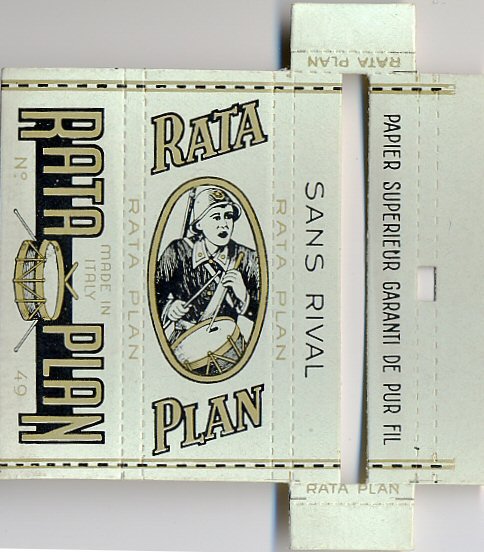 RATA PLAN
RATA PLAN
Nº 49
MADE IN
ITALY
RATA PLAN
RATA
PLAN
RATA PLAN
SANS RIVAL
PAPIER SUPERIEUR GARANTI DE PUR FIL
RATA PLAN